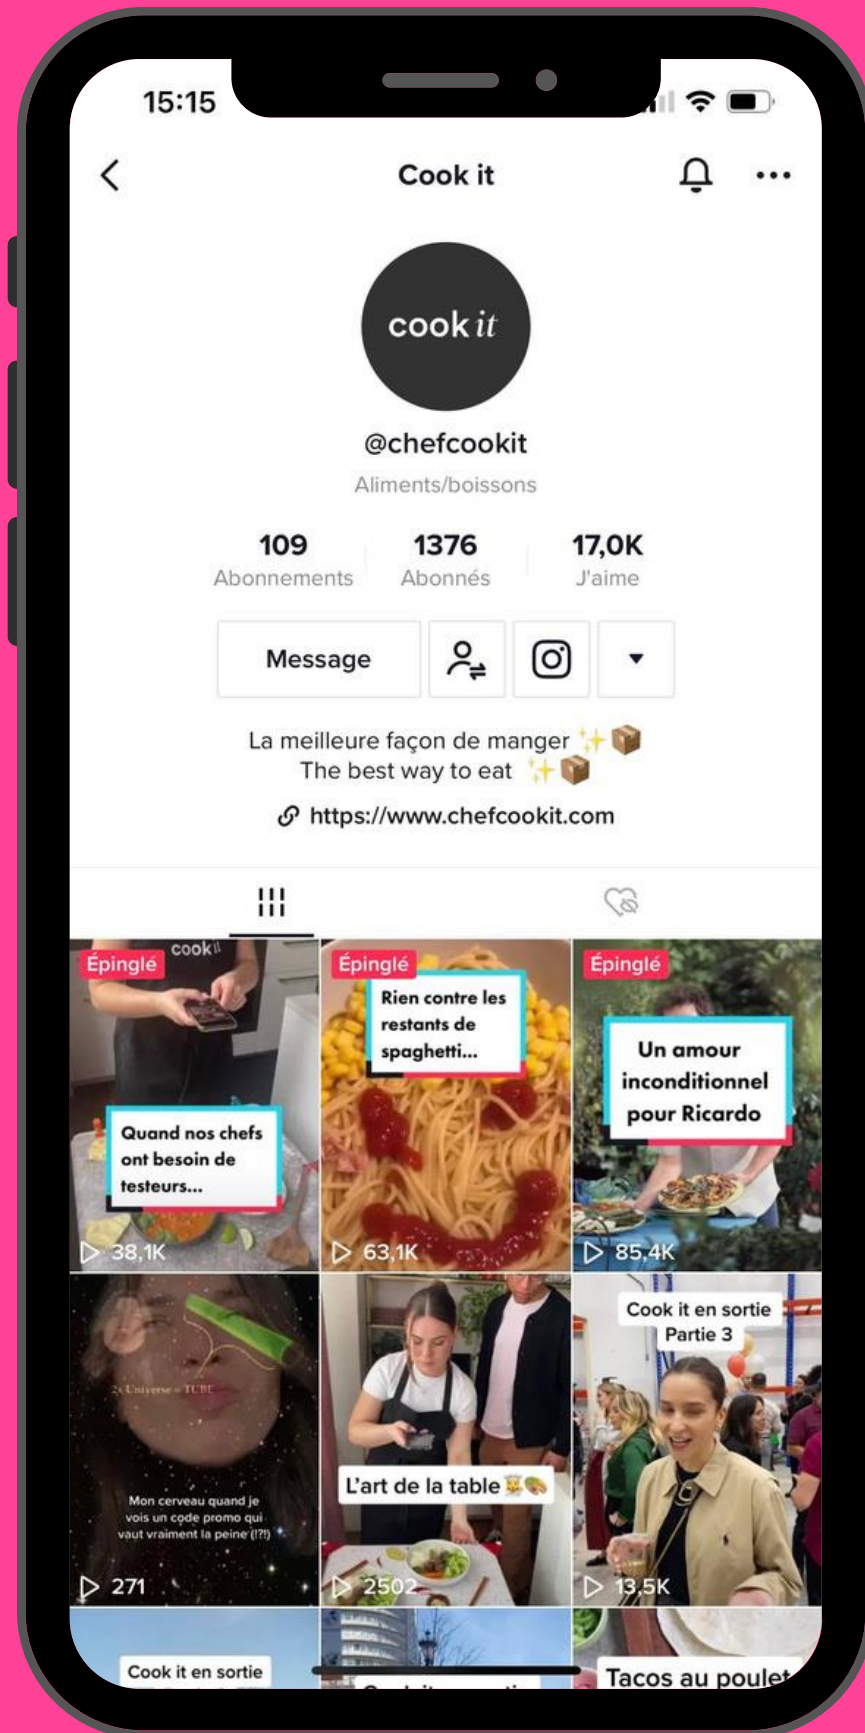 15:15
Cook it
cook it
@chefcookit
Aliments/boissons
109
Abonnements
1376
Abonnés
17,0K
J'aime
Message
La meilleure façon de manger ✨📦
The best way to eat ✨📦
https://www.chefcookit.com
cook it
Épinglé
Quand nos chefs
ont besoin de
testeurs...
38,1K
Épinglé
Rien contre les
restants de
spaghetti...
63,1K
Épinglé
Un amour
inconditionnel
pour Ricardo
85,4K
2x Universe = TUBE
Mon cerveau quand je
vois un code promo qui
vaut vraiment la peine (!?!)
271
L'art de la table 👩‍🍳🎨
2502
Cook it en sortie
Partie 3
13,5K
Cook it en sortie
Tacos au poulet